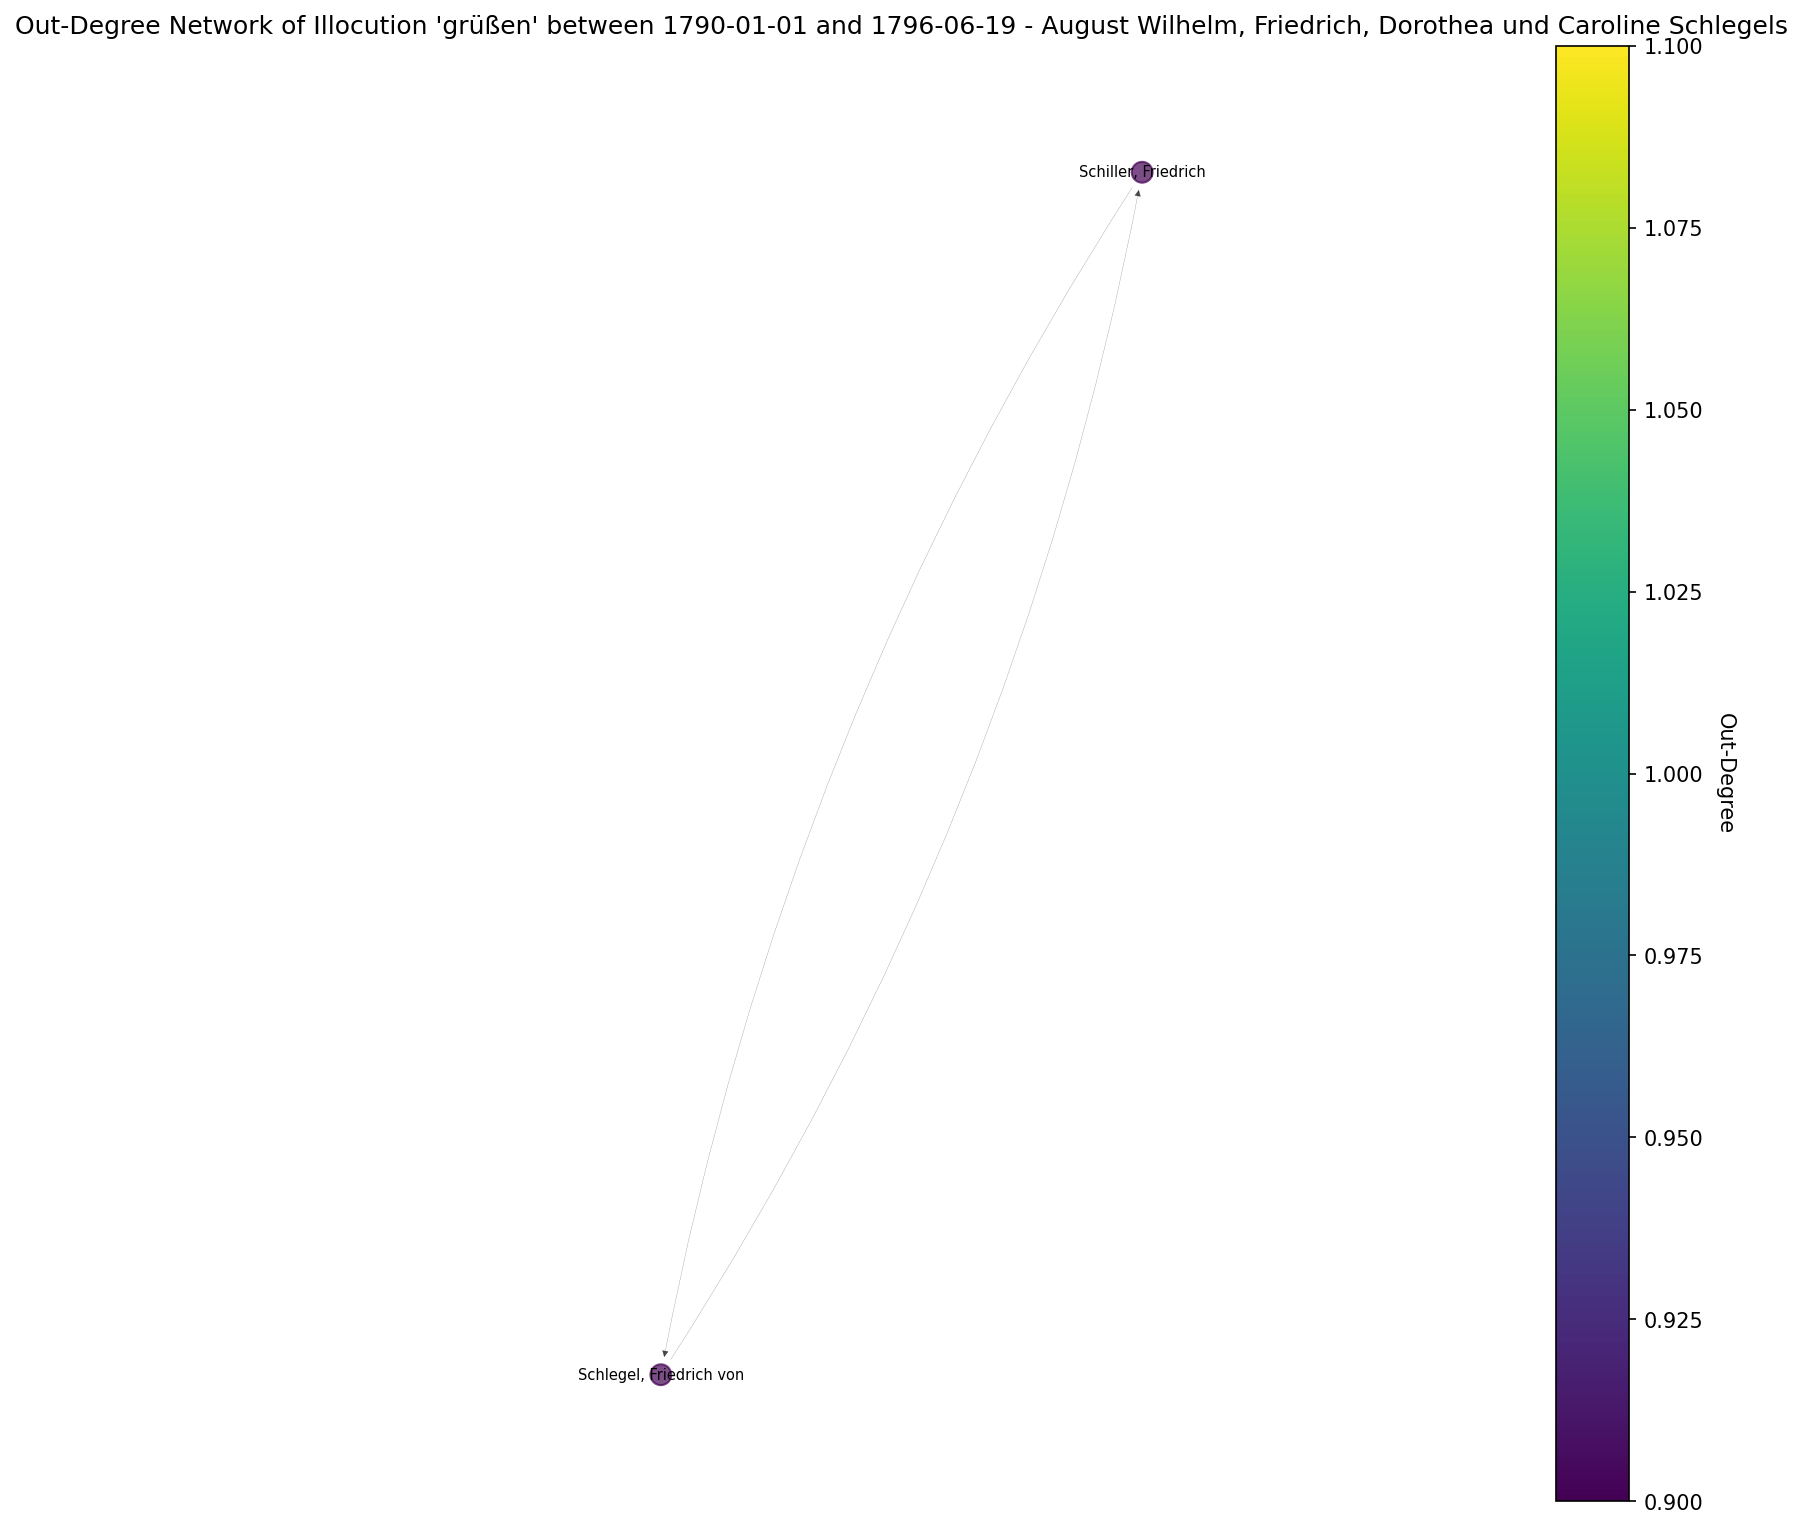 Out-Degree Network of Illocution 'grüßen' between 1790-01-01 and 1796-06-19 - August Wilhelm, Friedrich, Dorothea und Caroline Schlegels
Schiller, Friedrich
Schlegel, Friedrich von
1.100
1.075
1.050
1.025
1.000
0.975
0.950
0.925
0.900
Out-Degree